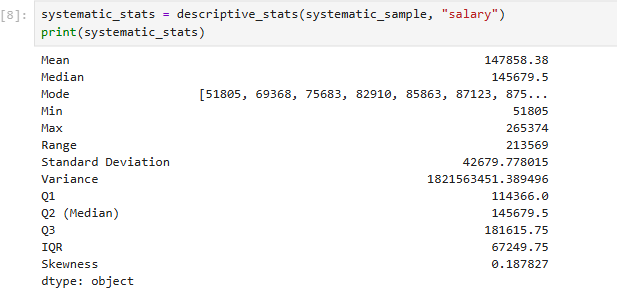 [8]: systematic_stats = descriptive_stats(systematic_sample, "salary")
print(systematic_stats)
Mean 147858.38
Median 145679.5
Mode [51805, 69368, 75683, 82910, 85863, 87123, 875...
Min 51805
Max 265374
Range 213569
Standard Deviation 42679.778015
Variance 1821563451.389496
Q1 114366.0
Q2 (Median) 145679.5
Q3 181615.75
IQR 67249.75
Skewness 0.187827
dtype: object